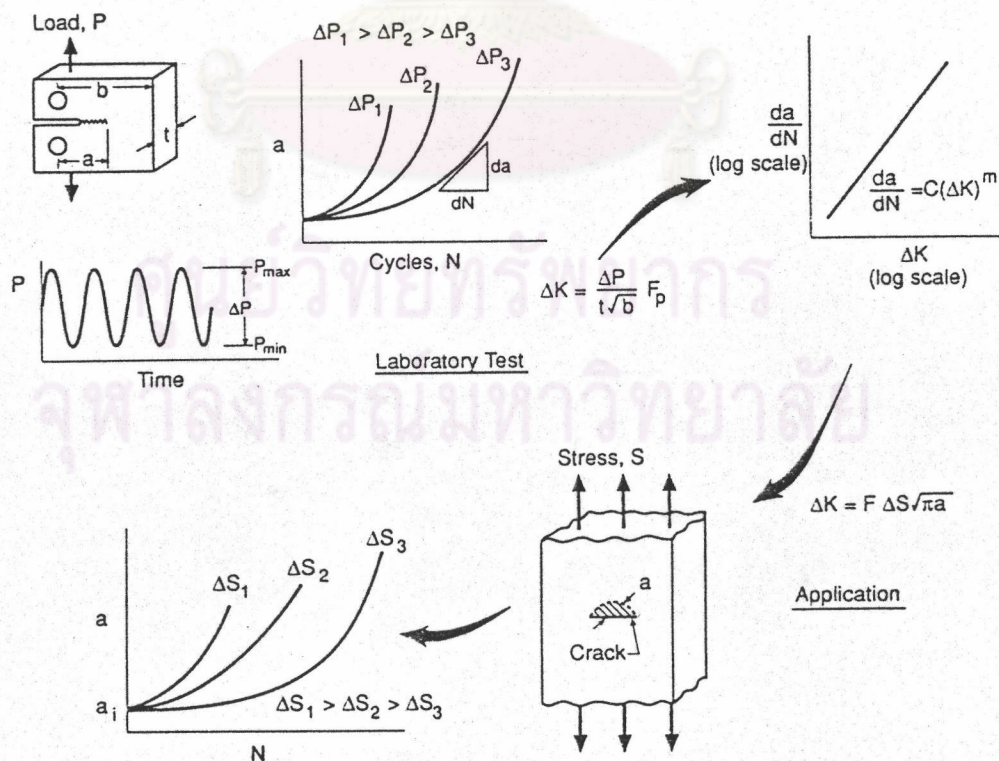 Load, P
b
a
t
ΔP₁ > ΔP₂ > ΔP₃
ΔP₁
ΔP₂
ΔP₃
a
da
dN
Cycles, N
da
dN
(log scale)
da/dN = C(ΔK)ᵐ
ΔK
(log scale)
ΔK = ΔP/(t√b) Fₚ
P
Pmax
ΔP
Pmin
Time
Laboratory Test
ศูนย์วิทยทรัพยากร
จุฬาลงกรณ์มหาวิทยาลัย
Stress, S
a
Crack
ΔK = F ΔS√πa
Application
ΔS₁
ΔS₂
ΔS₃
a
aᵢ
ΔS₁ > ΔS₂ > ΔS₃
N